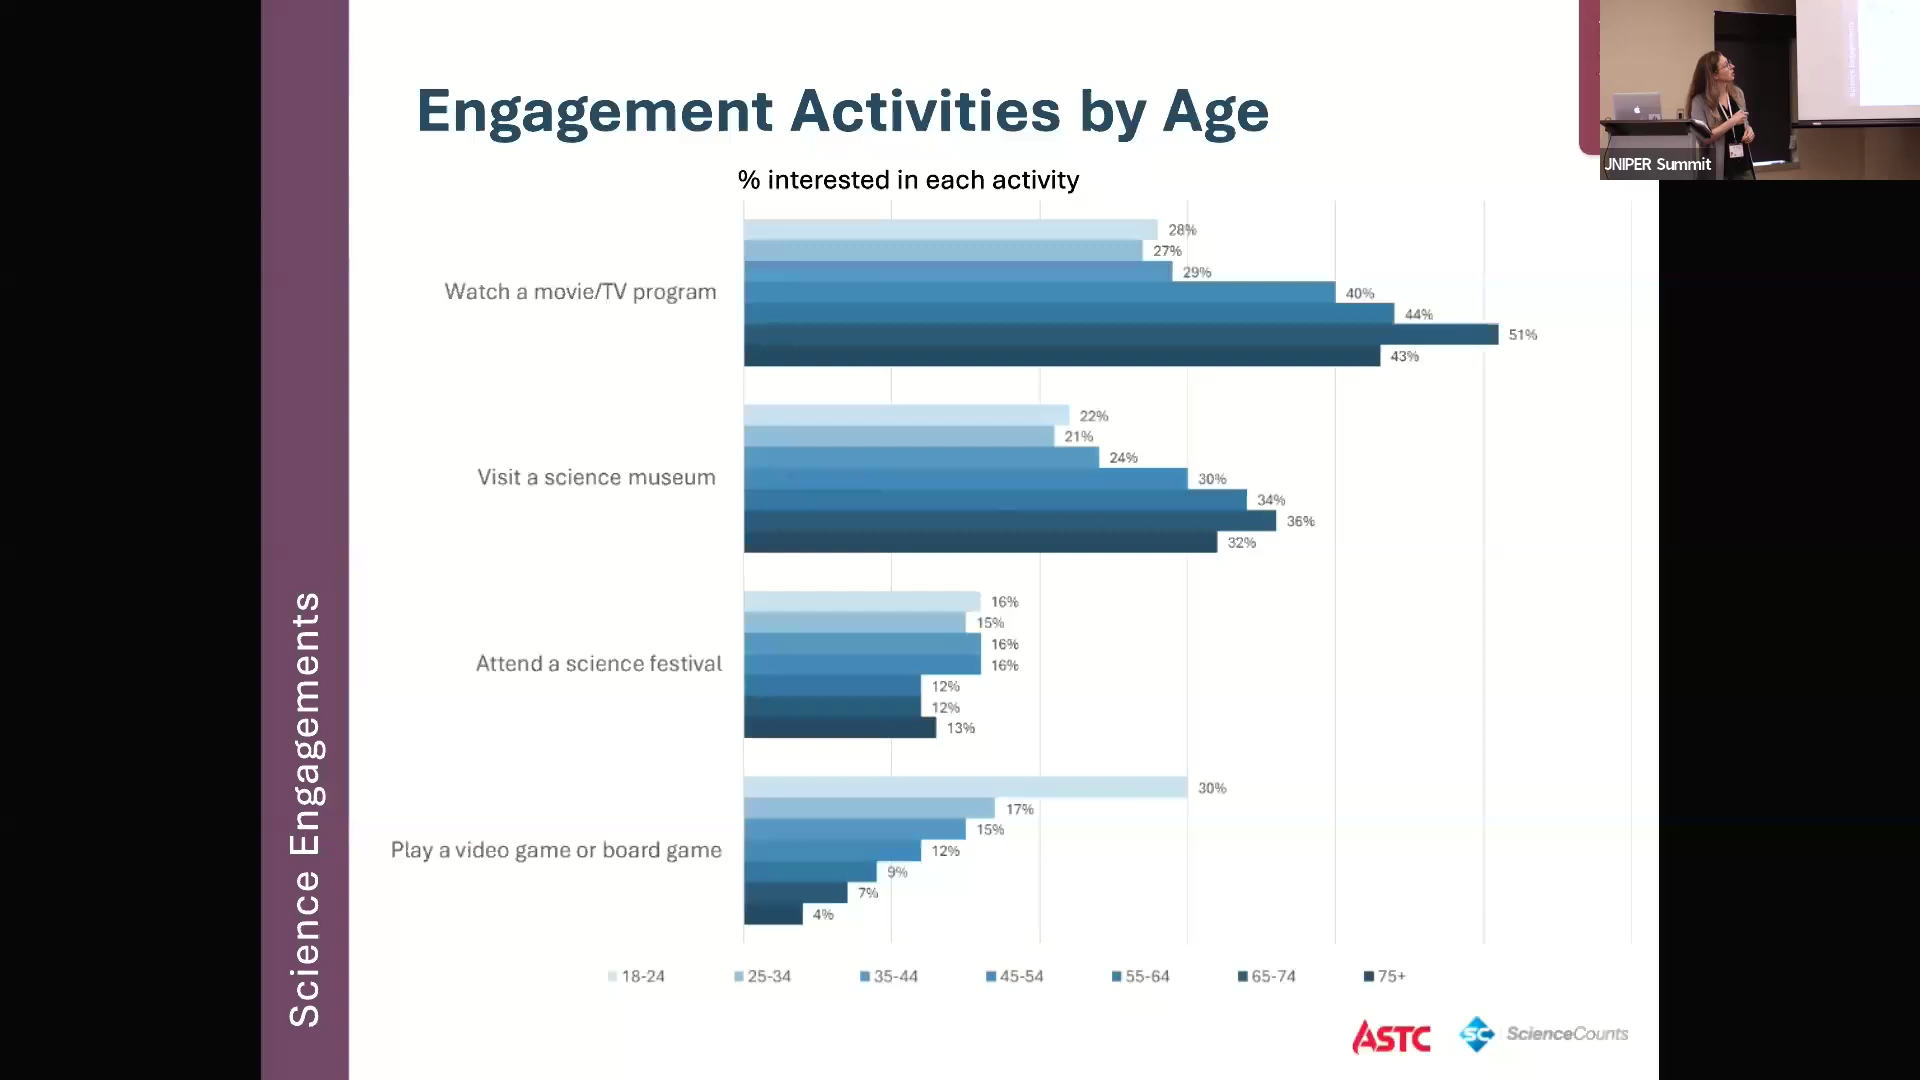 Engagement Activities by Age
% interested in each activity
JNIPER Summit
Science Engagements
Watch a movie/TV program
28%
27%
29%
40%
44%
51%
43%
Visit a science museum
22%
21%
24%
30%
34%
36%
32%
Attend a science festival
16%
15%
16%
16%
12%
12%
13%
Play a video game or board game
30%
17%
15%
12%
9%
7%
4%
18-24 25-34 35-44 45-54 55-64 65-74 75+
ASTC SC ScienceCounts